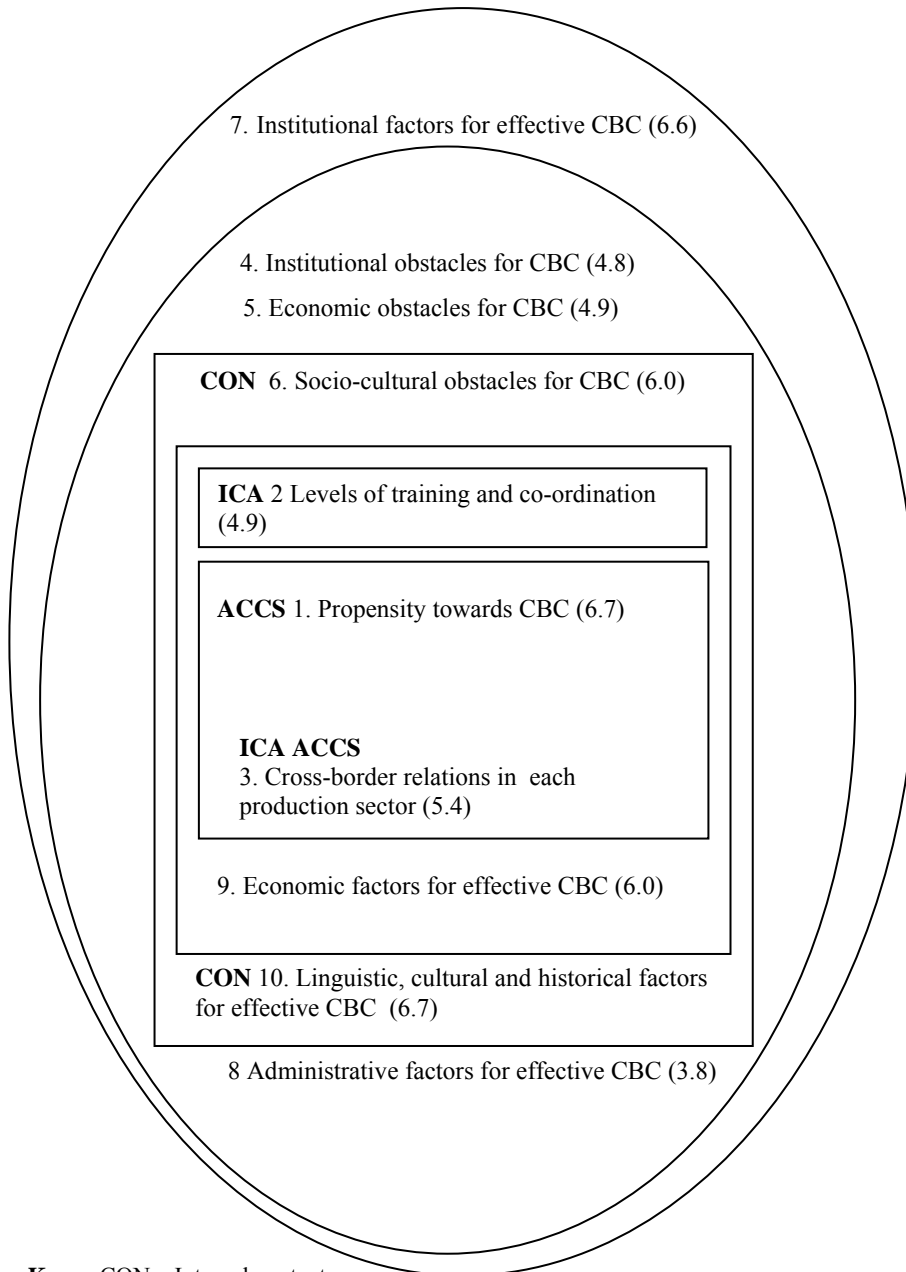 7. Institutional factors for effective CBC (6.6)
4. Institutional obstacles for CBC (4.8)
5. Economic obstacles for CBC (4.9)
CON 6. Socio-cultural obstacles for CBC (6.0)
ICA 2 Levels of training and co-ordination
(4.9)
ACCS 1. Propensity towards CBC (6.7)
ICA ACCS
3. Cross-border relations in each
production sector (5.4)
9. Economic factors for effective CBC (6.0)
CON 10. Linguistic, cultural and historical factors
for effective CBC (6.7)
8 Administrative factors for effective CBC (3.8)